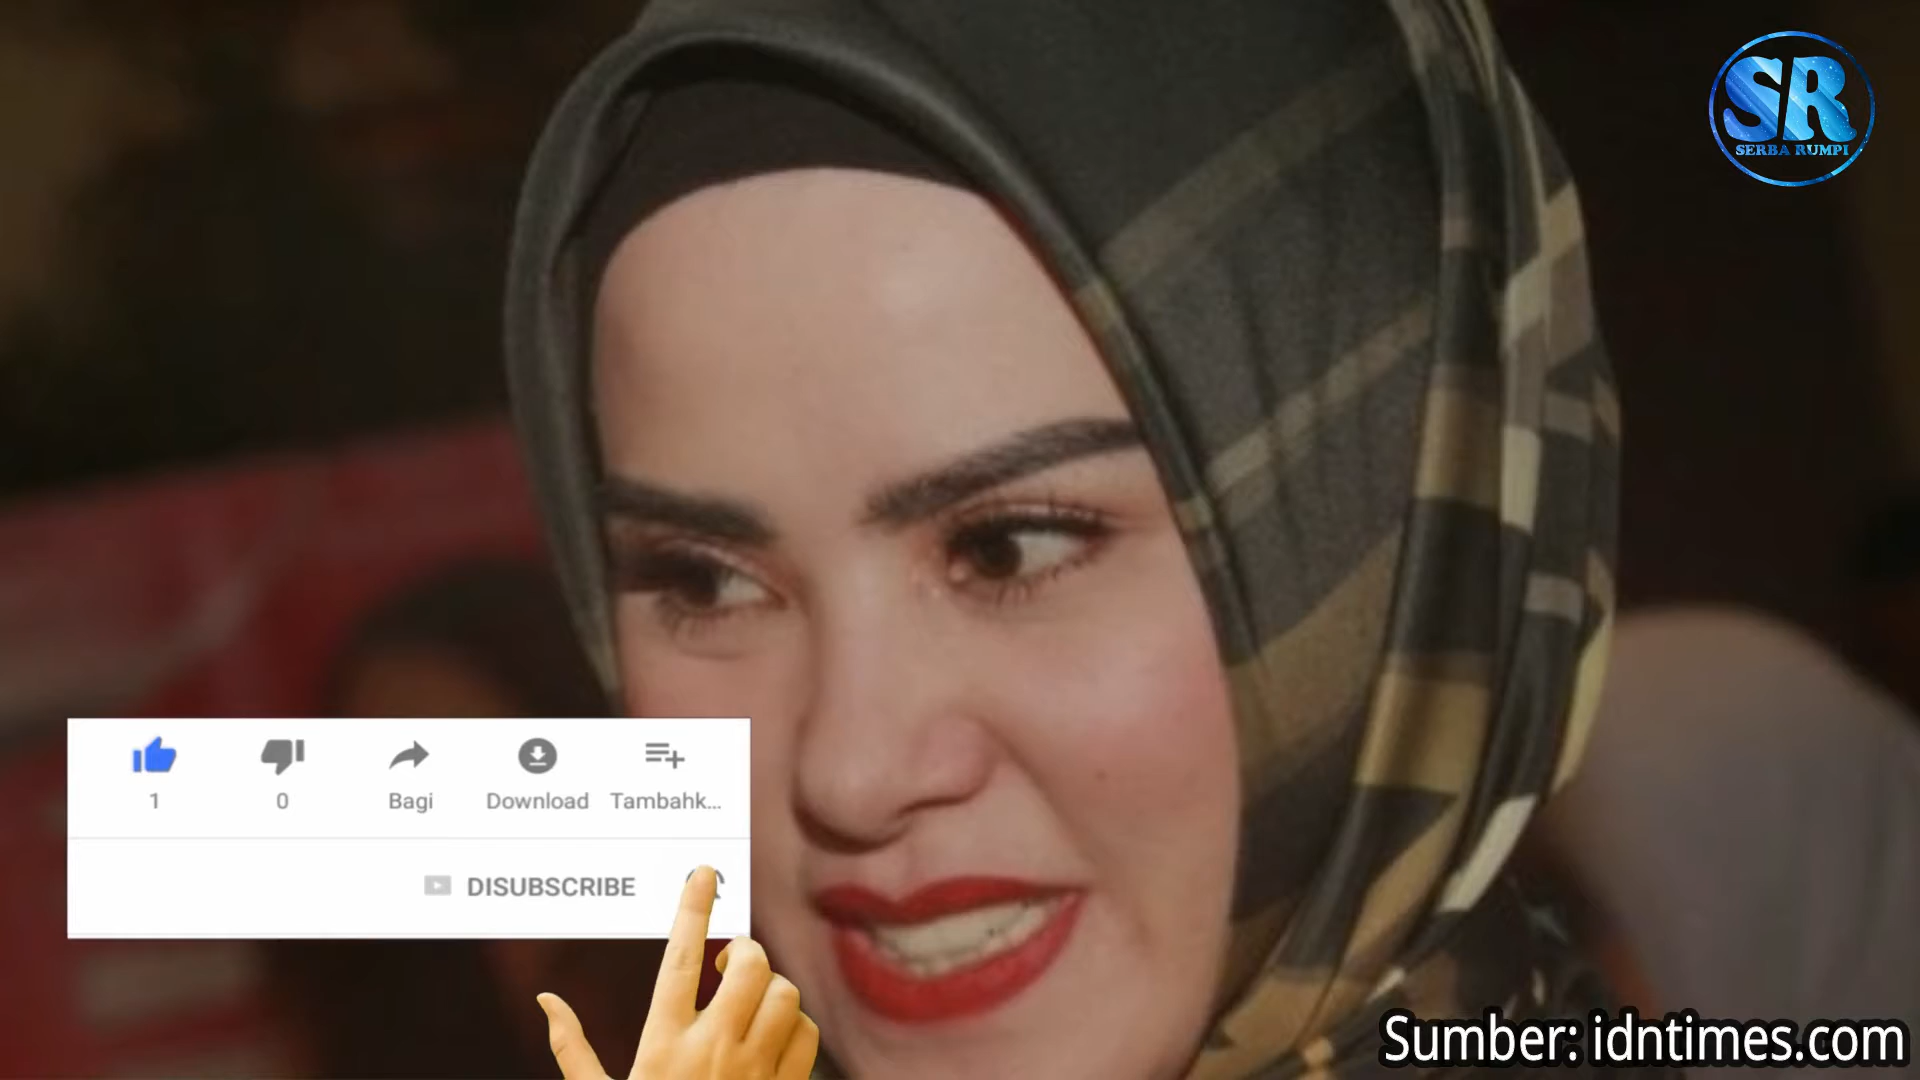 SR
SERBA RUMPI
1
0
Bagi
Download
Tambahk...
DISUBSCRIBE
Sumber: idntimes.com